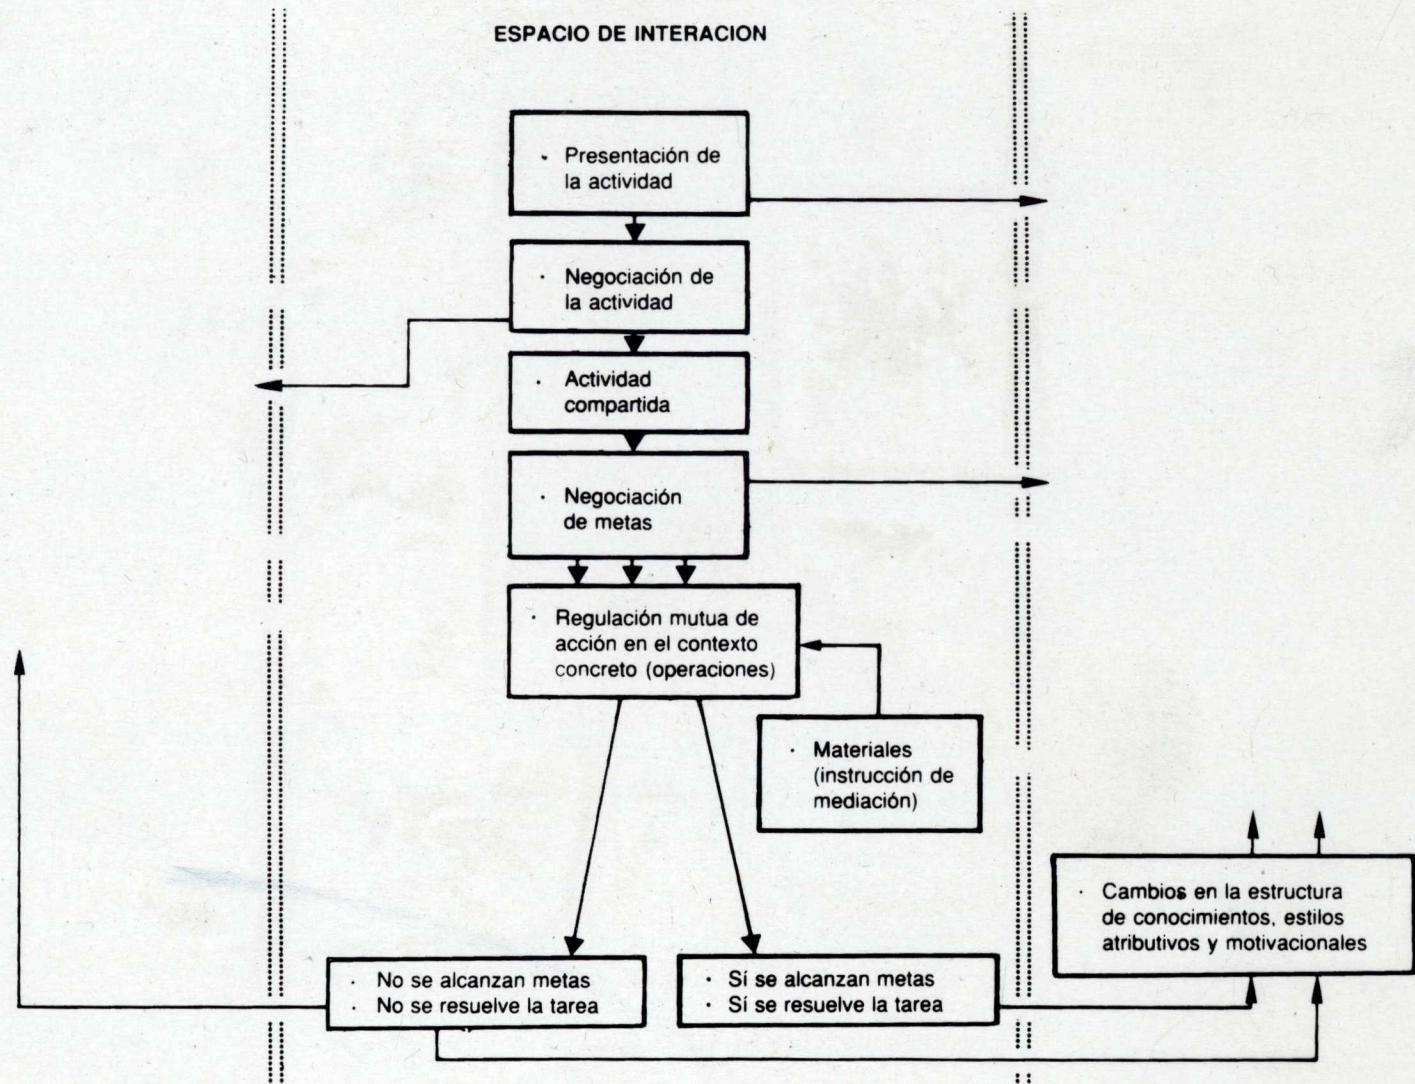 ESPACIO DE INTERACION
· Presentación de
la actividad
· Negociación de
la actividad
· Actividad
compartida
· Negociación
de metas
· Regulación mutua de
acción en el contexto
concreto (operaciones)
· Materiales
(instrucción de
mediación)
· Cambios en la estructura
de conocimientos, estilos
atributivos y motivacionales
· No se alcanzan metas
· No se resuelve la tarea
· Sí se alcanzan metas
· Sí se resuelve la tarea